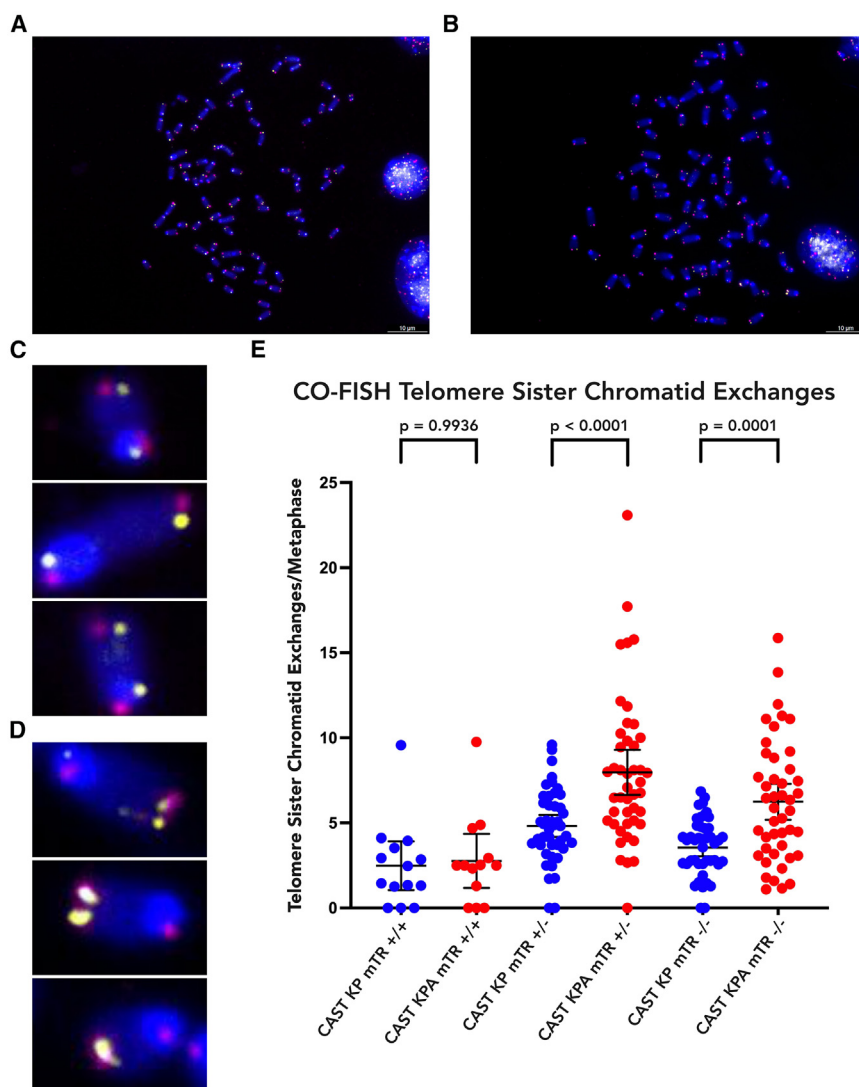 A
B
10 µm
10 µm
C
E
CO-FISH Telomere Sister Chromatid Exchanges
p = 0.9936
p < 0.0001
p = 0.0001
Telomere Sister Chromatid Exchanges/Metaphase
25
20
15
10
5
0
D
CAST KP mTR +/+
CAST KPA mTR +/+
CAST KP mTR +/-
CAST KPA mTR +/-
CAST KP mTR -/-
CAST KPA mTR -/-